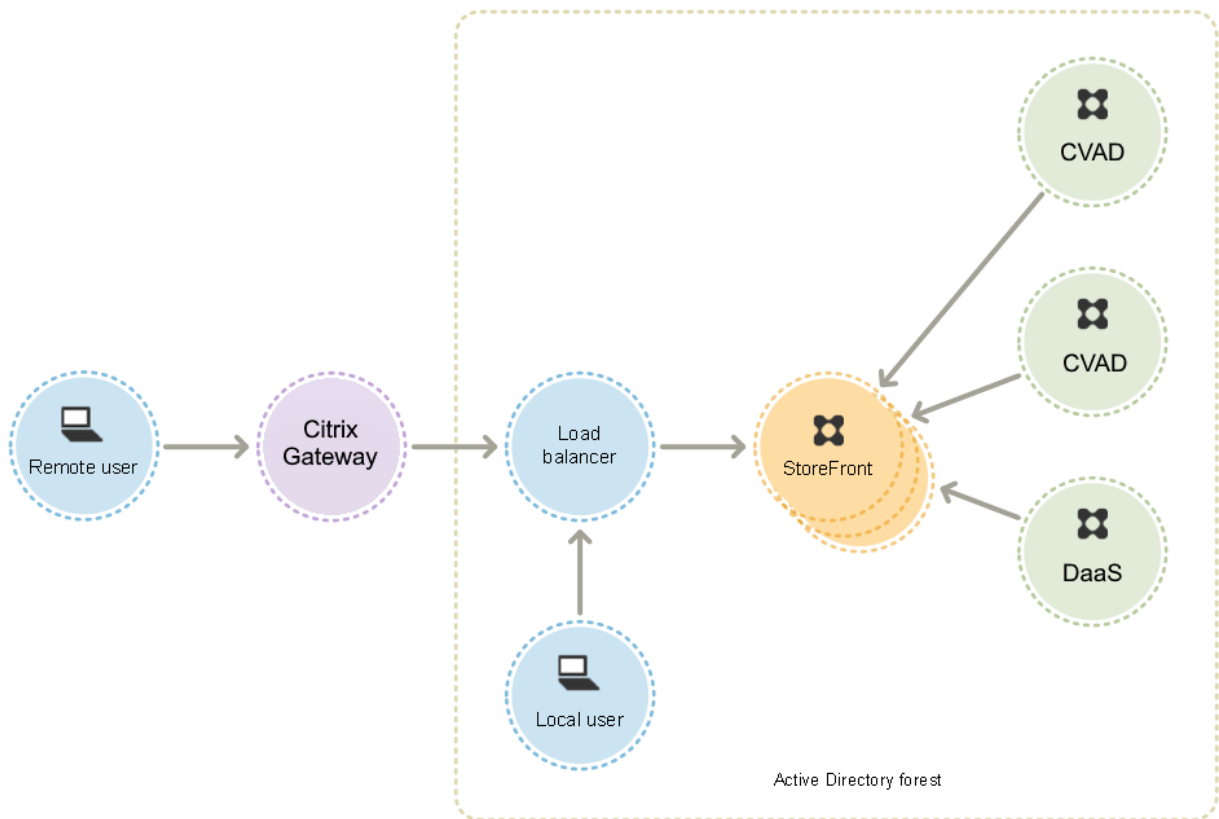 CVAD
CVAD
Remote user
Citrix
Gateway
Load
balancer
StoreFront
DaaS
Local user
Active Directory forest